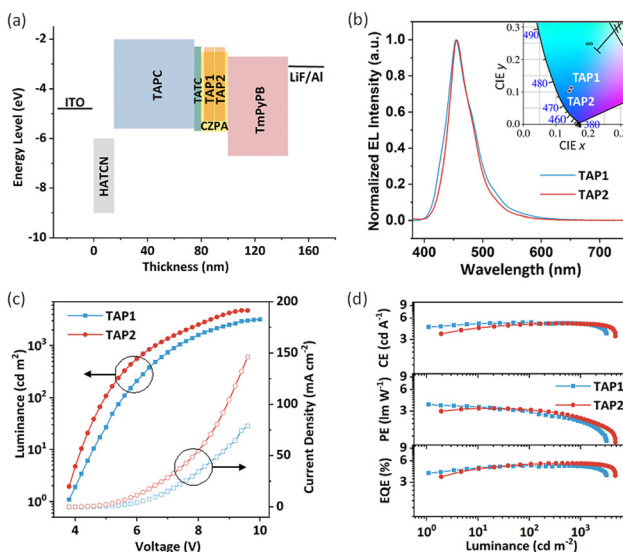 (a)
-2
-4
-6
-8
-10
Energy Level (eV)
ITO
HATCN
TAPC
TATC
TAP1
TAP2
CZPA
TmPyPB
LiF/Al
0 40 80 120 160
Thickness (nm)
(b)
1.0
0.8
0.6
0.4
0.2
0.0
Normalized EL Intensity (a.u.)
400 500 600 700
Wavelength (nm)
0.3
0.2
0.1
0.0
CIE y
490
480
470
460
380
∞
TAP1
TAP2
0.0 0.1 0.2 0.3
CIE x
TAP1
TAP2
(c)
TAP1
TAP2
10³
10²
10¹
10⁰
Luminance (cd m²)
200
150
100
50
0
Current Density (mA cm⁻²)
4 6 8 10
Voltage (V)
(d)
9
6
3
CE (cd A⁻¹)
9
6
3
PE (lm W⁻¹)
TAP1
TAP2
9
6
3
EQE (%)
TAP1
TAP2
10⁰ 10¹ 10² 10³
Luminance (cd m⁻²)